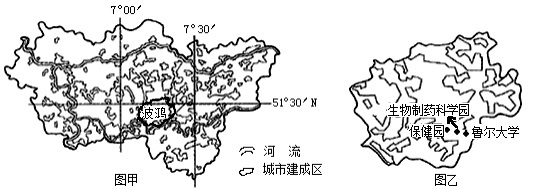 7°00′
7°30′
51°30′N
波鸿
河 流
城市建成区
图甲
生物制药科学园
保健园
鲁尔大学
图乙